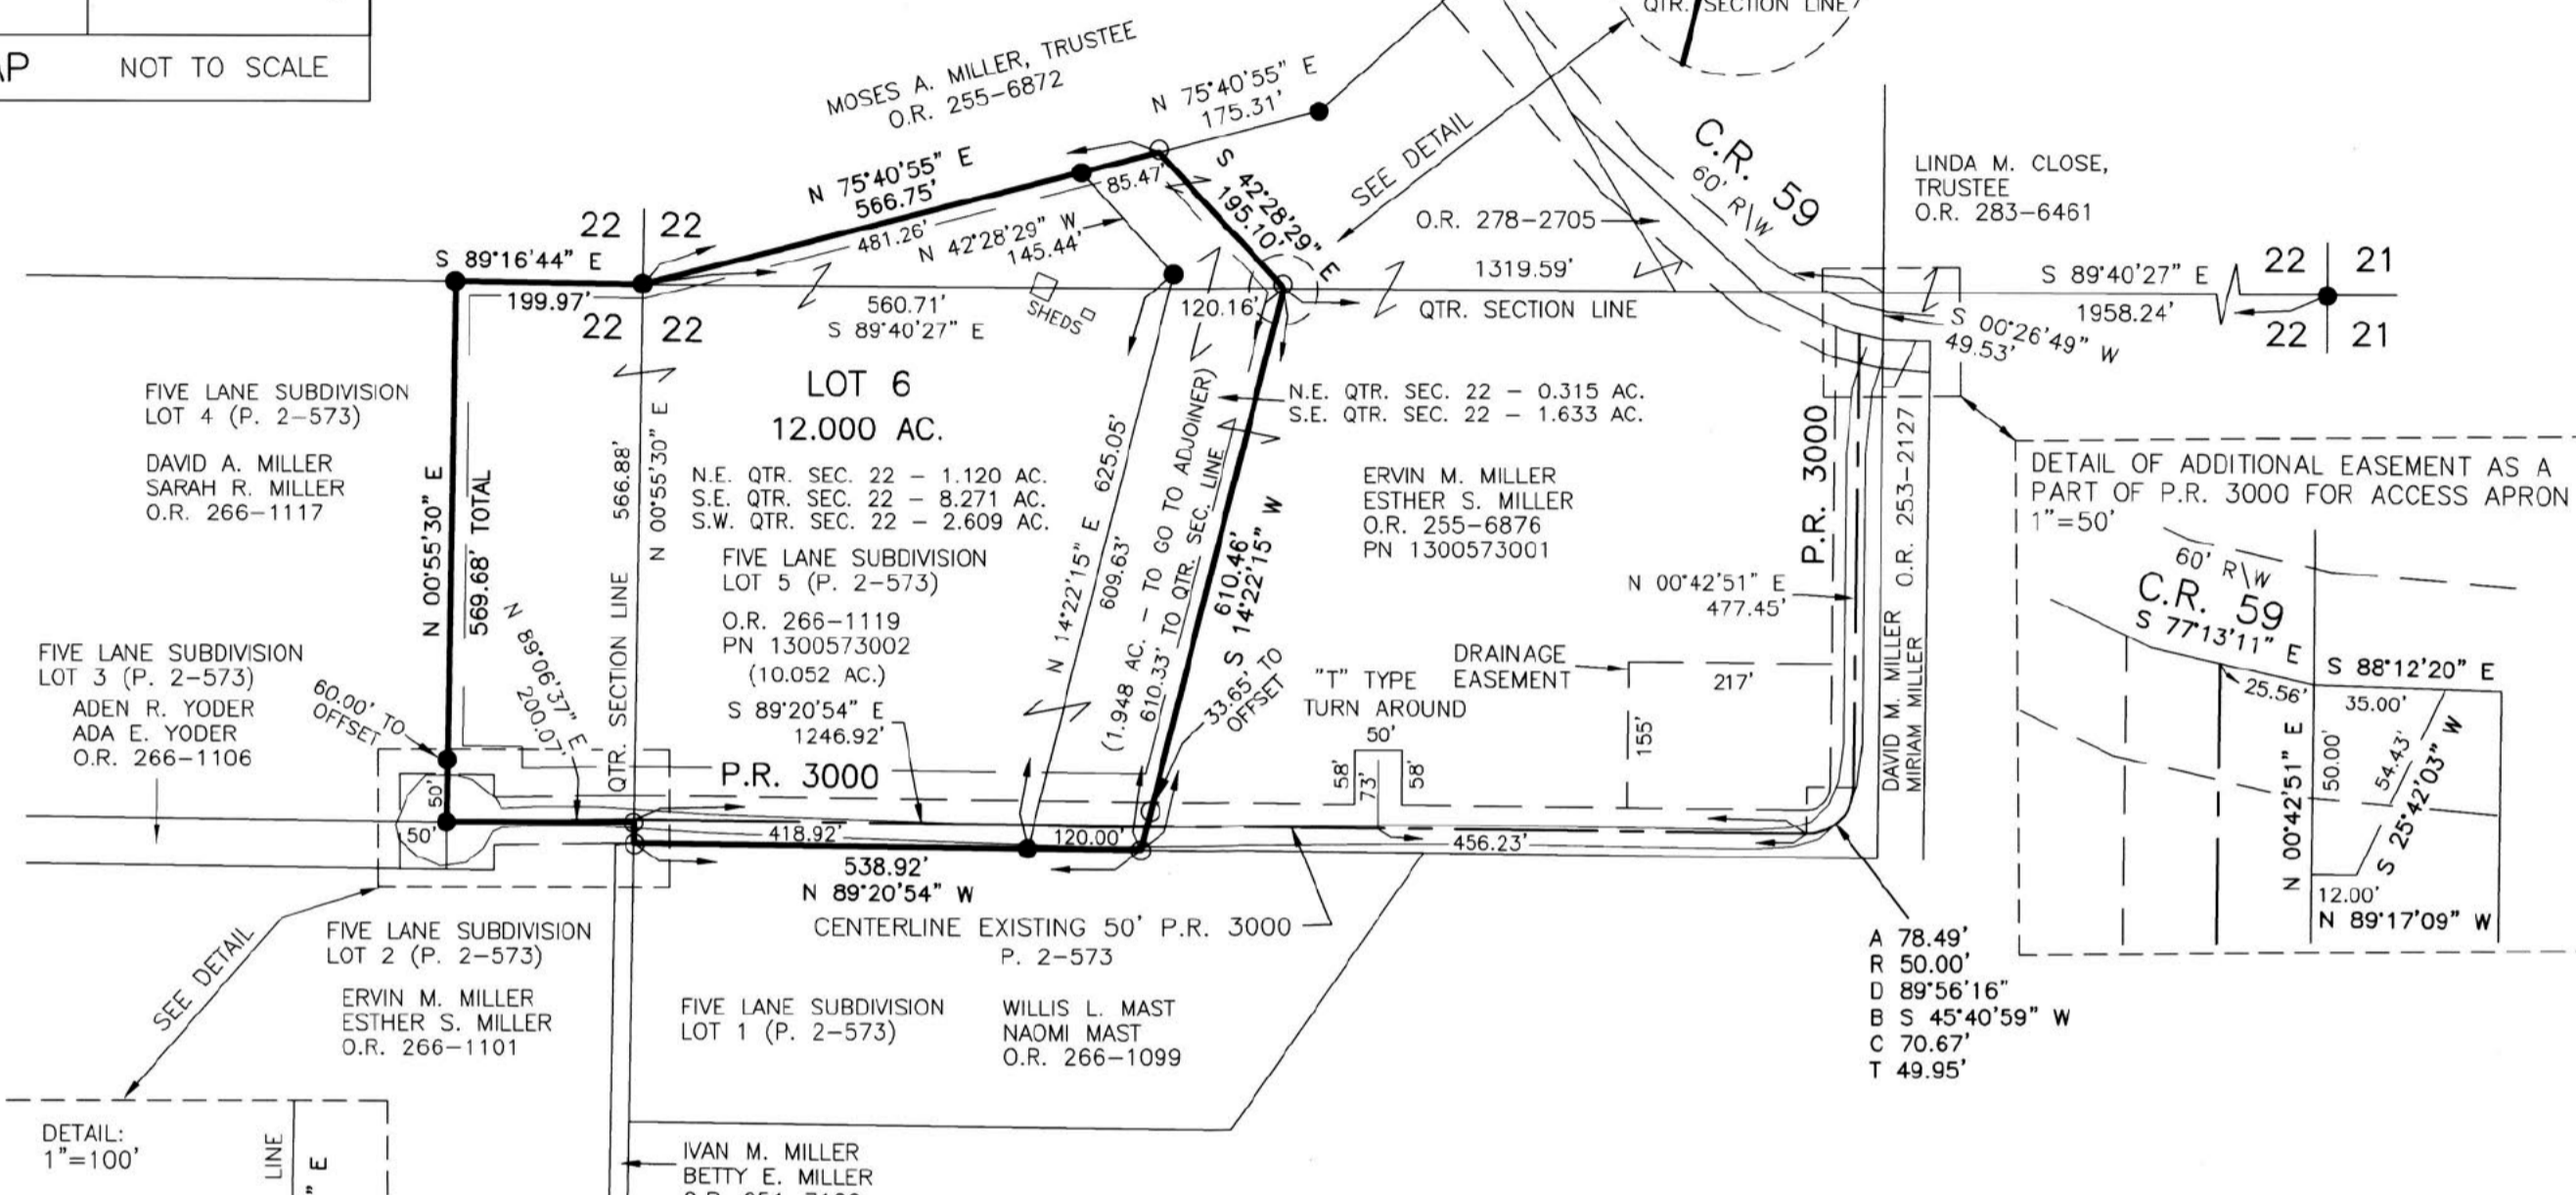 AP NOT TO SCALE
QTR. SECTION LINE
MOSES A. MILLER, TRUSTEE
O.R. 255-6872
N 75°40'55" E
175.31'
N 75°40'55" E
566.75'
481.26'
85.47'
N 42°28'29" W
145.44'
S 42°28'29" E
195.10'
SEE DETAIL
C.R. 59
60' R\W
LINDA M. CLOSE,
TRUSTEE
O.R. 283-6461
O.R. 278-2705
1319.59'
QTR. SECTION LINE
S 89°40'27" E
1958.24'
22 21
22 21
S 00°26'49" W
49.53'
22 22
22 22
S 89°16'44" E
199.97'
560.71'
S 89°40'27" E
SHEDS
120.16'
FIVE LANE SUBDIVISION
LOT 4 (P. 2-573)
DAVID A. MILLER
SARAH R. MILLER
O.R. 266-1117
N 00°55'30" E
569.68' TOTAL
QTR. SECTION LINE 566.88'
N 00°55'30" E
LOT 6
12.000 AC.
N.E. QTR. SEC. 22 - 1.120 AC.
S.E. QTR. SEC. 22 - 8.271 AC.
S.W. QTR. SEC. 22 - 2.609 AC.
FIVE LANE SUBDIVISION
LOT 5 (P. 2-573)
O.R. 266-1119
PN 1300573002
(10.052 AC.)
S 89°20'54" E
1246.92'
N 14°22'15" E 625.05'
609.63'
(1.948 AC. - TO GO TO ADJOINER)
610.33' TO QTR. SEC. LINE
610.46'
S 14°22'15" W
33.65' TO
OFFSET
N.E. QTR. SEC. 22 - 0.315 AC.
S.E. QTR. SEC. 22 - 1.633 AC.
ERVIN M. MILLER
ESTHER S. MILLER
O.R. 255-6876
PN 1300573001
N 00°42'51" E
477.45'
P.R. 3000
DAVID M. MILLER O.R. 253-2127
MIRIAM MILLER
DRAINAGE
EASEMENT
217'
155'
"T" TYPE
TURN AROUND
50'
58'
73'
58'
FIVE LANE SUBDIVISION
LOT 3 (P. 2-573)
ADEN R. YODER
ADA E. YODER
O.R. 266-1106
60.00' TO
OFFSET
N 89°06'37" E
200.07'
50'
50'
P.R. 3000
418.92'
120.00'
456.23'
538.92'
N 89°20'54" W
CENTERLINE EXISTING 50' P.R. 3000
P. 2-573
DETAIL OF ADDITIONAL EASEMENT AS A
PART OF P.R. 3000 FOR ACCESS APRON
1"=50'
60' R\W
C.R. 59
S 77°13'11" E
25.56'
S 88°12'20" E
35.00'
N 00°42'51" E
50.00'
54.43'
S 25°42'03" W
12.00'
N 89°17'09" W
A 78.49'
R 50.00'
D 89°56'16"
B S 45°40'59" W
C 70.67'
T 49.95'
SEE DETAIL
FIVE LANE SUBDIVISION
LOT 2 (P. 2-573)
ERVIN M. MILLER
ESTHER S. MILLER
O.R. 266-1101
FIVE LANE SUBDIVISION
LOT 1 (P. 2-573)
WILLIS L. MAST
NAOMI MAST
O.R. 266-1099
DETAIL:
1"=100'
LINE
" E
IVAN M. MILLER
BETTY E. MILLER